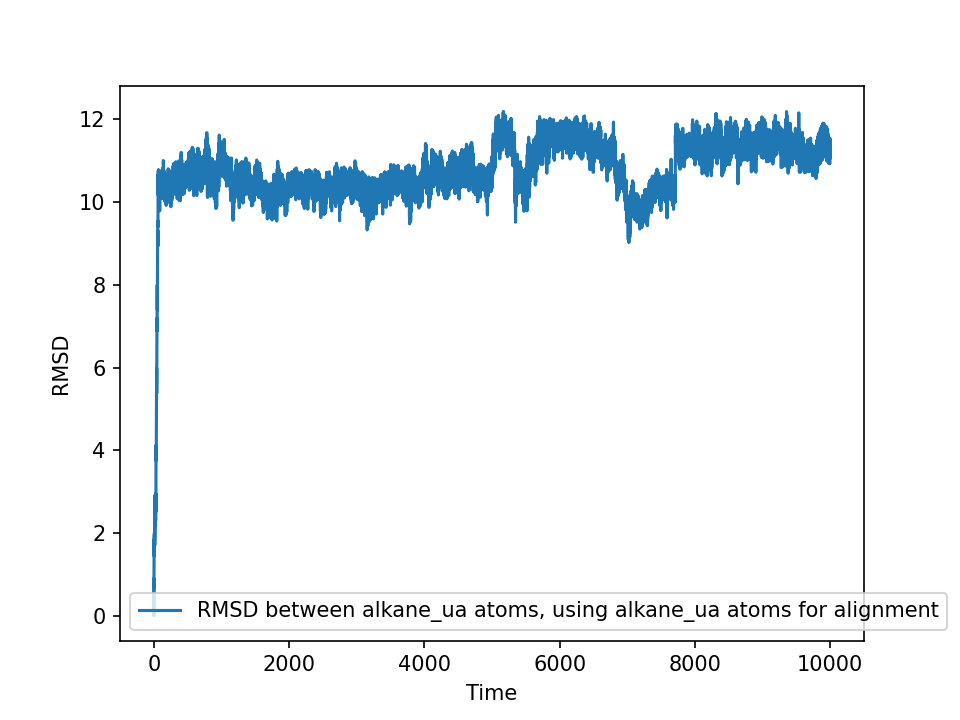 12
10
8
6
4
2
0
RMSD
RMSD between alkane_ua atoms, using alkane_ua atoms for alignment
0 2000 4000 6000 8000 10000
Time